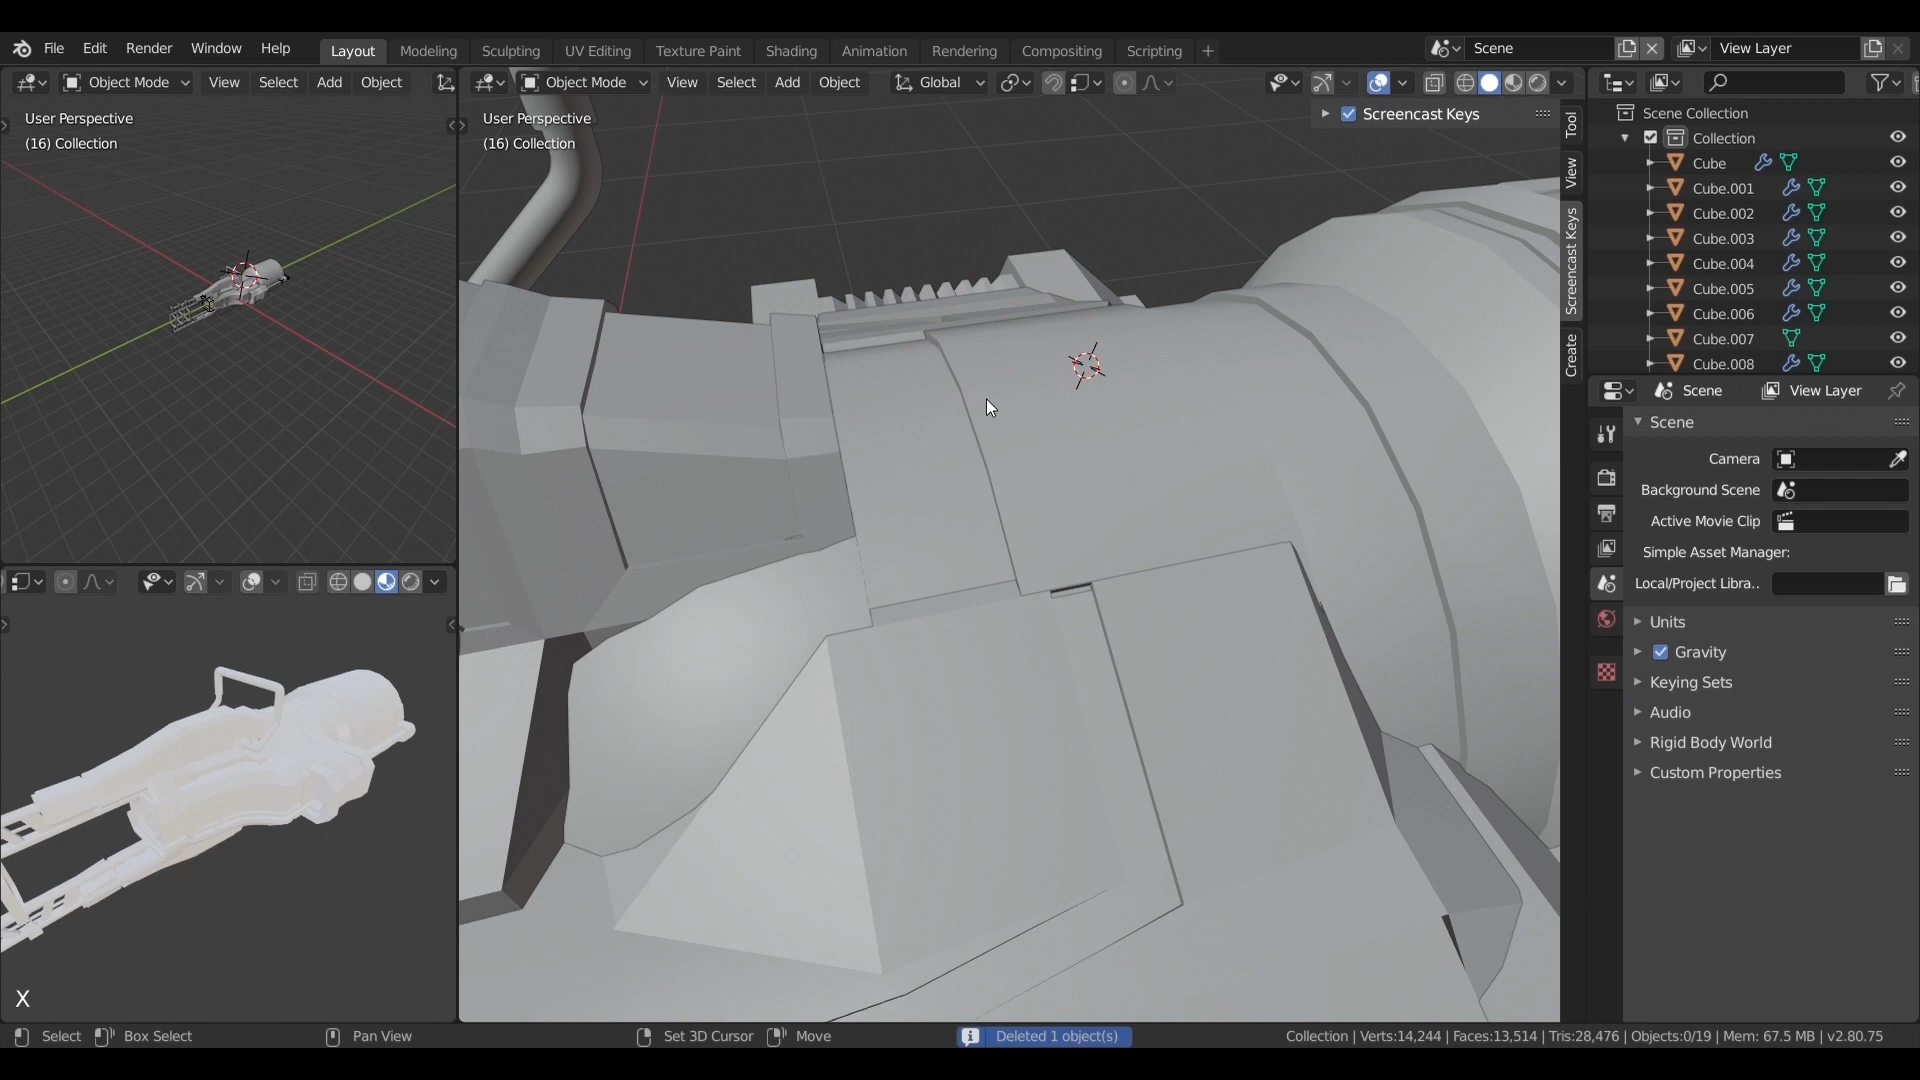 File Edit Render Window Help Layout Modeling Sculpting UV Editing Texture Paint Shading Animation Rendering Compositing Scripting + Scene View Layer
Object Mode View Select Add Object Object Mode View Select Add Object Global
User Perspective
(16) Collection
User Perspective
(16) Collection
Screencast Keys
Tool
View
Screencast Keys
Create
Scene Collection
Collection
Cube
Cube.001
Cube.002
Cube.003
Cube.004
Cube.005
Cube.006
Cube.007
Cube.008
Scene View Layer
Scene
Camera
Background Scene
Active Movie Clip
Simple Asset Manager:
Local/Project Libra..
Units
Gravity
Keying Sets
Audio
Rigid Body World
Custom Properties
X
Select Box Select Pan View Set 3D Cursor Move Deleted 1 object(s) Collection | Verts:14,244 | Faces:13,514 | Tris:28,476 | Objects:0/19 | Mem: 67.5 MB | v2.80.75